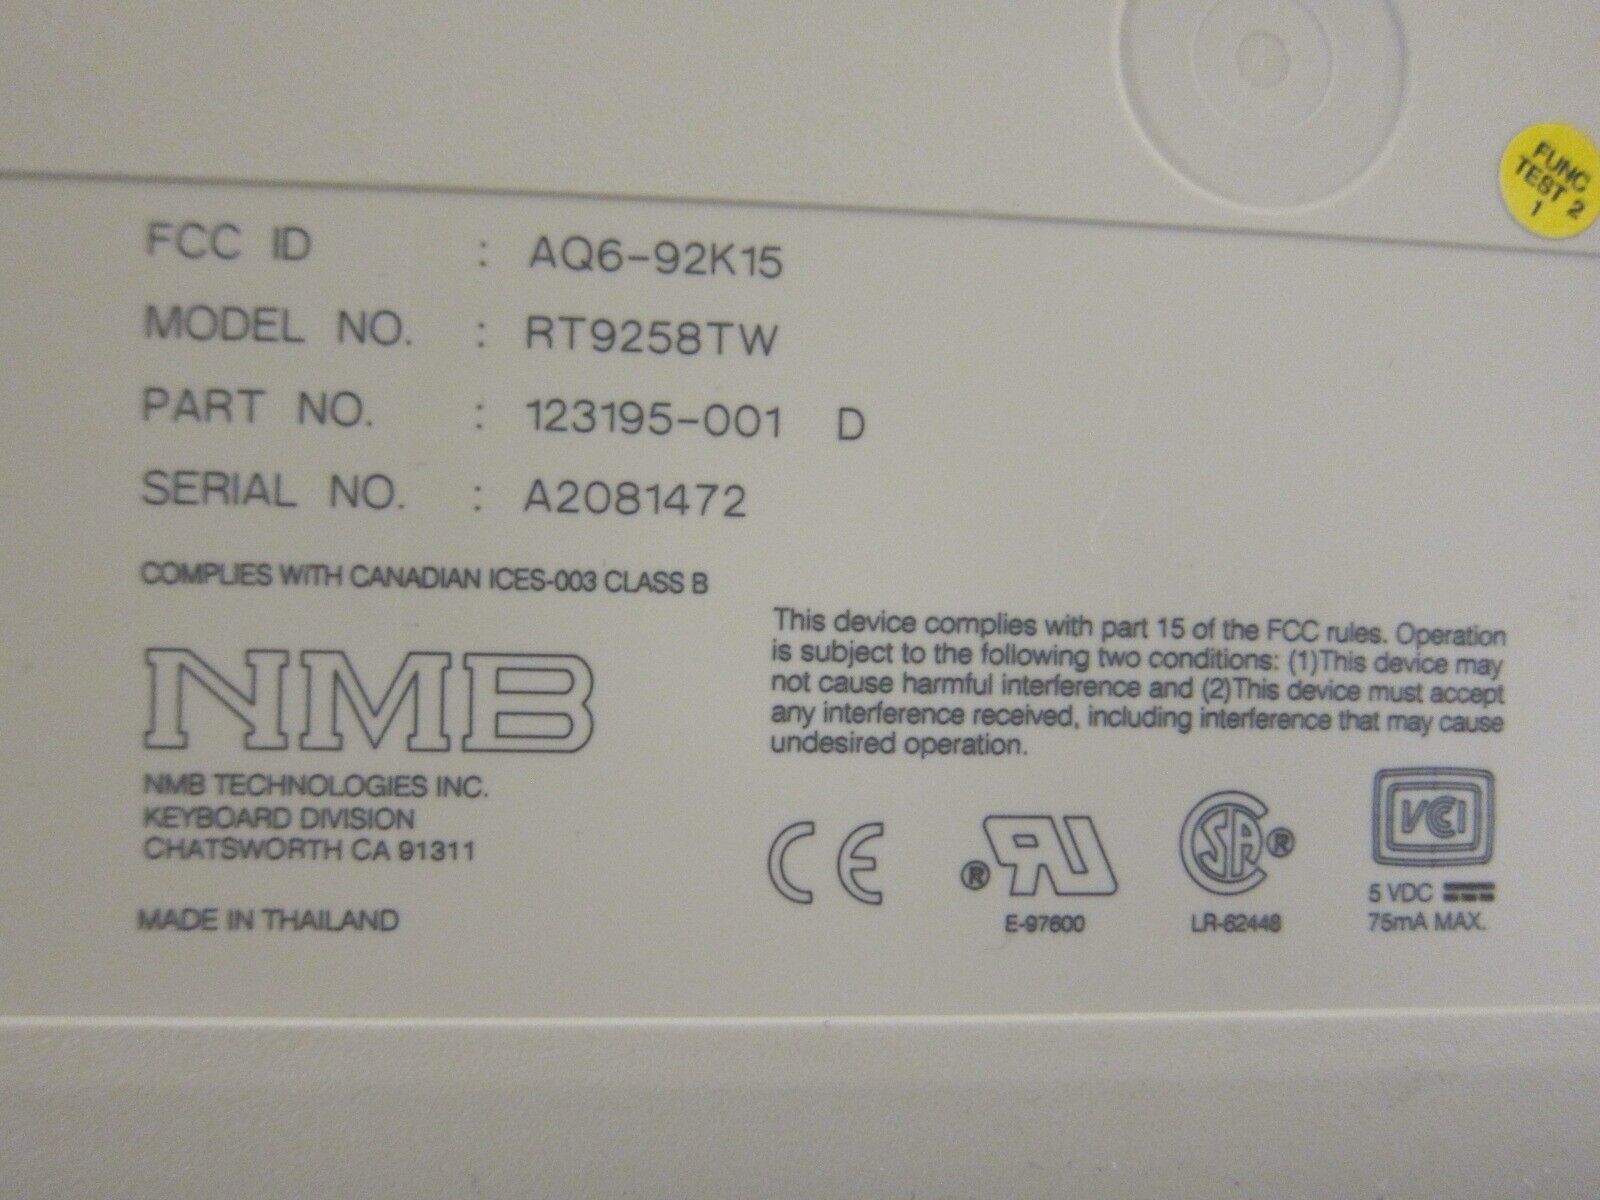 FUNC
TEST 2
1
FCC ID : AQ6-92K15
MODEL NO. : RT9258TW
PART NO. : 123195-001 D
SERIAL NO. : A2081472
COMPLIES WITH CANADIAN ICES-003 CLASS B
NMB
NMB TECHNOLOGIES INC.
KEYBOARD DIVISION
CHATSWORTH CA 91311
MADE IN THAILAND
This device complies with part 15 of the FCC rules. Operation
is subject to the following two conditions: (1)This device may
not cause harmful interference and (2)This device must accept
any interference received, including interference that may cause
undesired operation.
CE
® RU
E-97600
SA ®
LR-62448
VCI
5 VDC
75mA MAX.